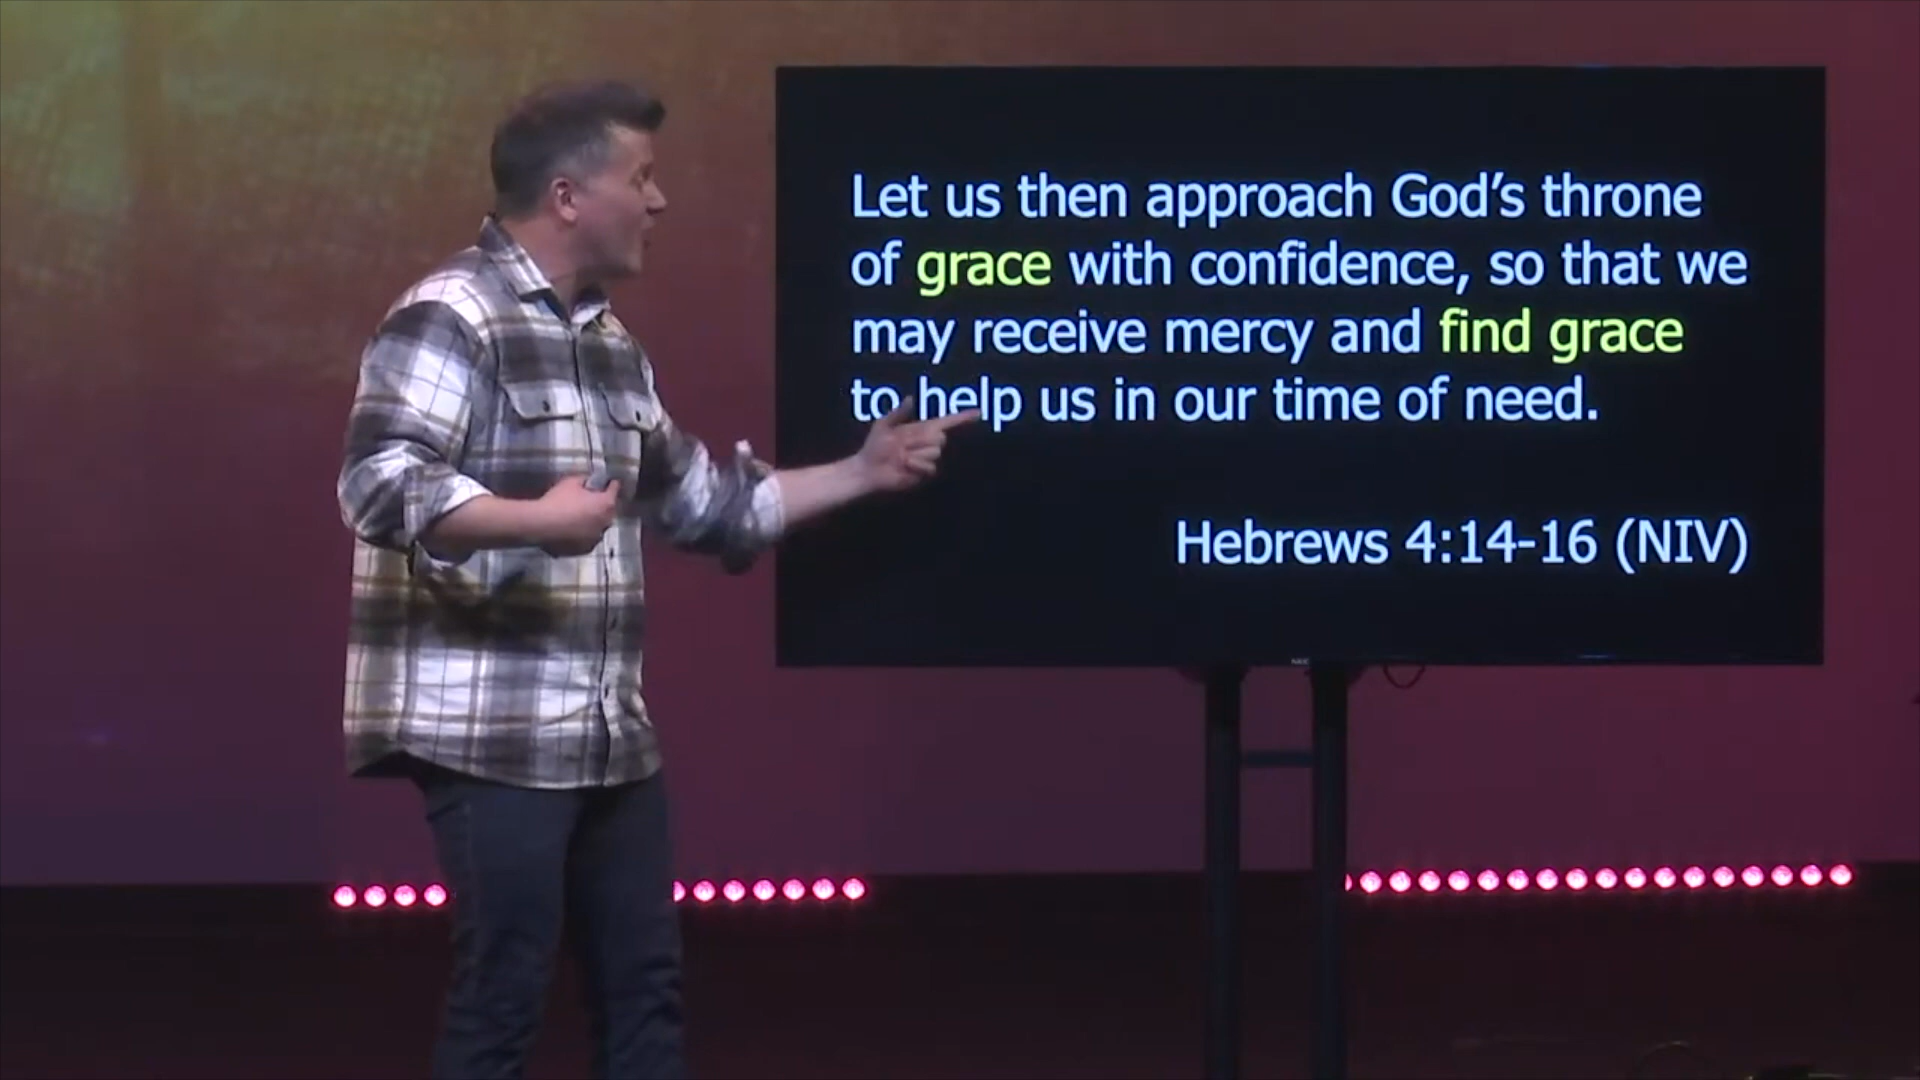 Let us then approach God’s throne
of grace with confidence, so that we
may receive mercy and find grace
to help us in our time of need.
Hebrews 4:14-16 (NIV)